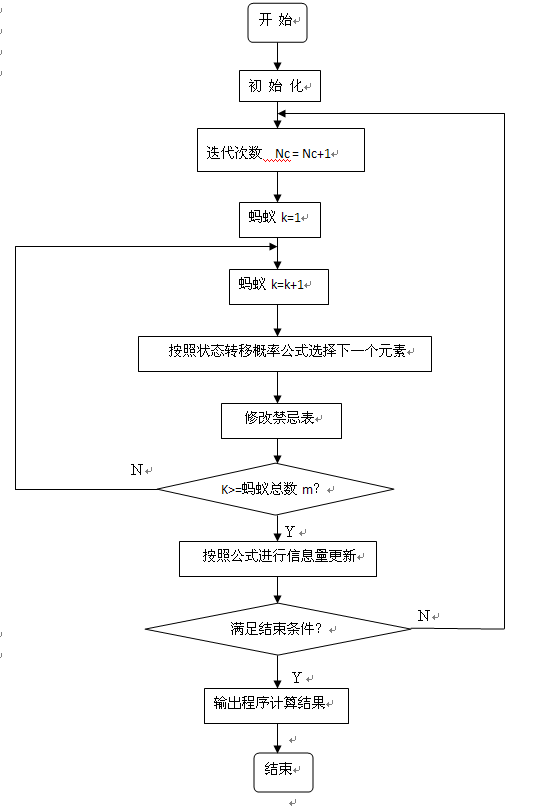 开 始
初 始 化
迭代次数 Nc = Nc+1
蚂蚁 k=1
蚂蚁 k=k+1
按照状态转移概率公式选择下一个元素
修改禁忌表
N
K>=蚂蚁总数 m？
Y
按照公式进行信息量更新
N
满足结束条件？
Y
输出程序计算结果
结束